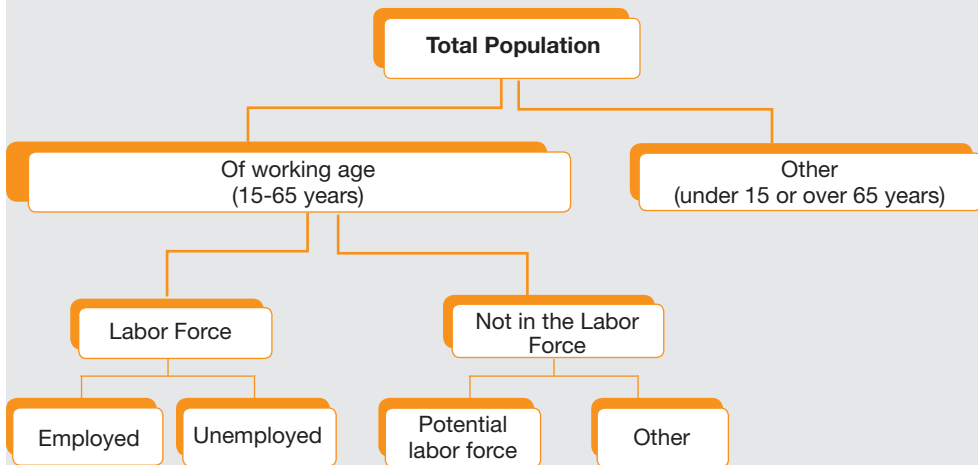 Total Population
Of working age
(15-65 years)
Other
(under 15 or over 65 years)
Labor Force
Not in the Labor
Force
Employed
Unemployed
Potential
labor force
Other